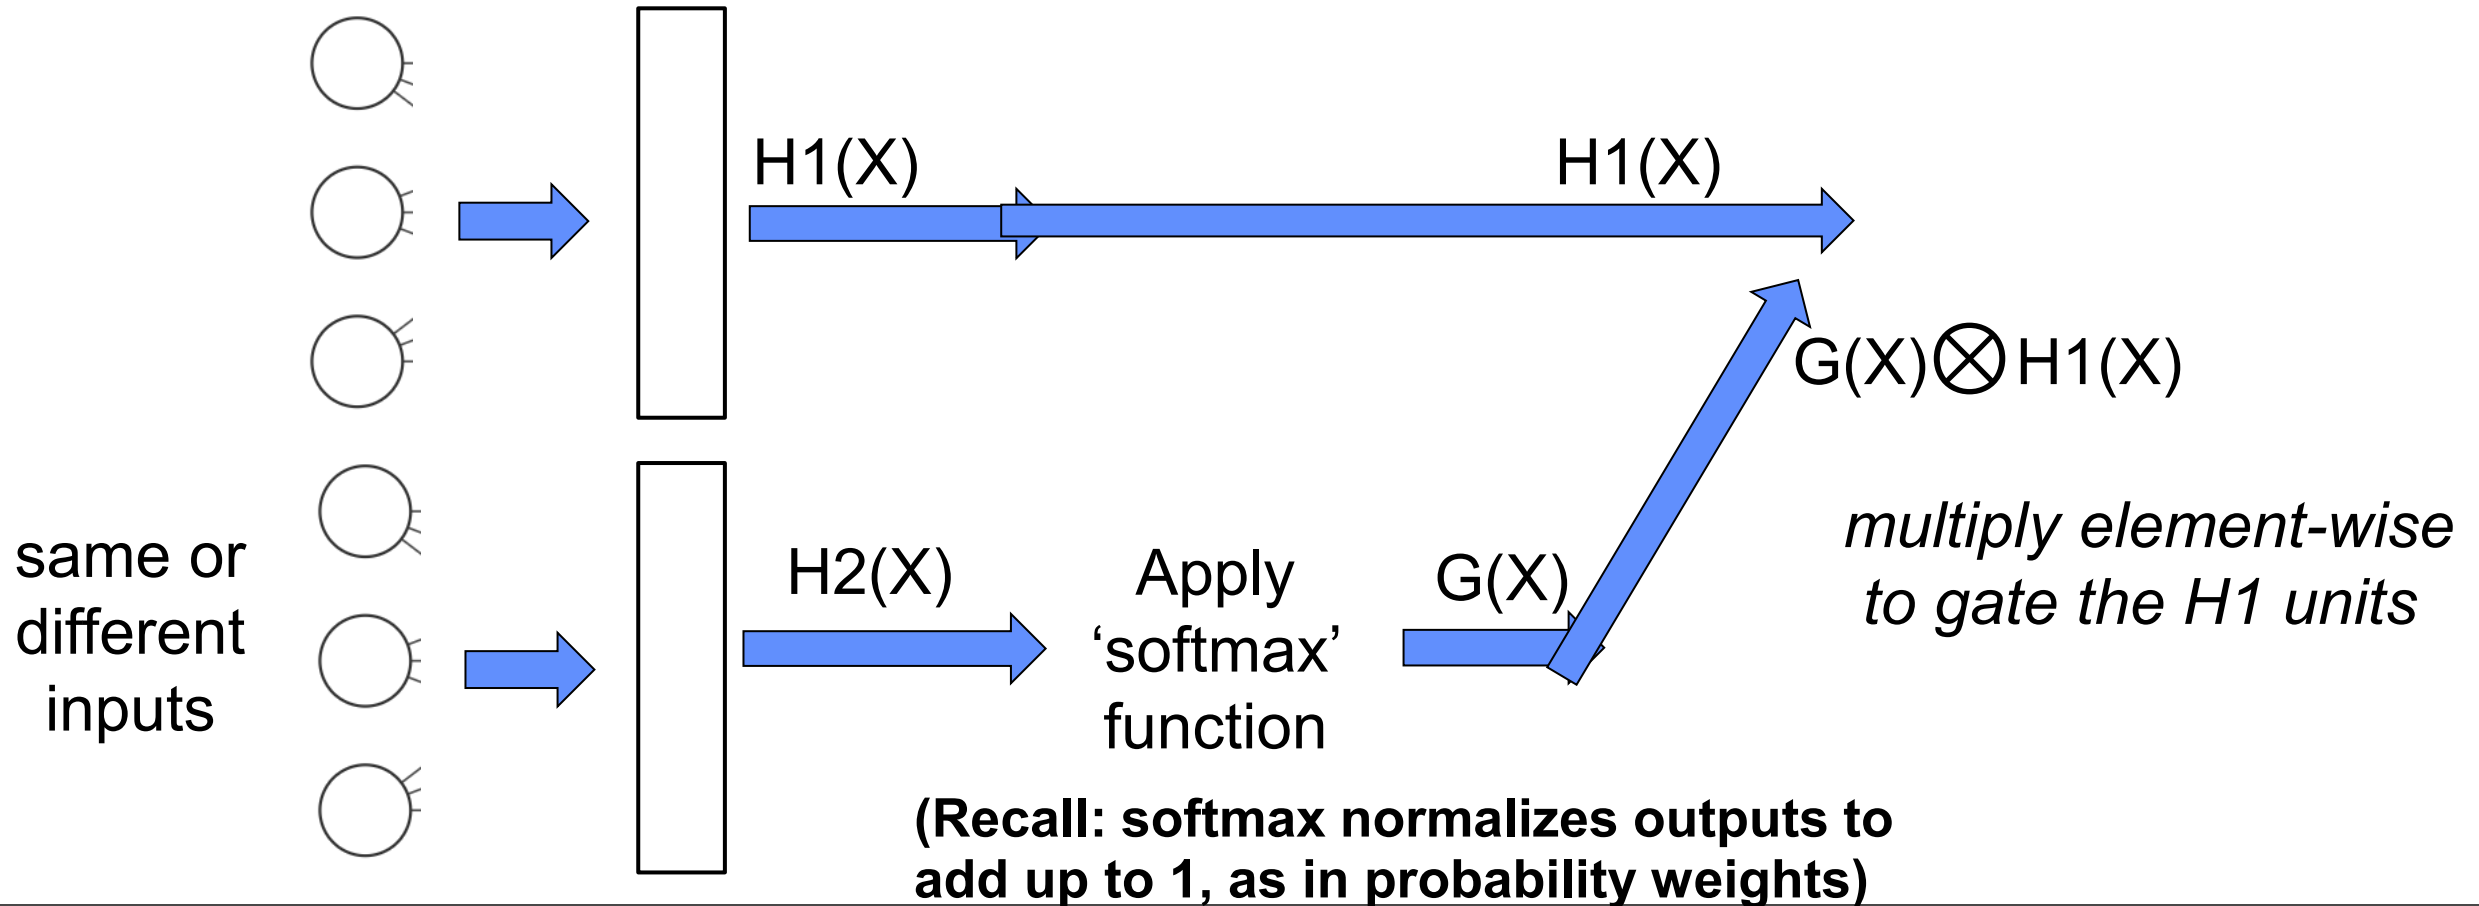 H1(X)
H1(X)
G(X)⊗H1(X)
same or
different
inputs
H2(X)
Apply
‘softmax’
function
G(X)
multiply element-wise
to gate the H1 units
(Recall: softmax normalizes outputs to
add up to 1, as in probability weights)